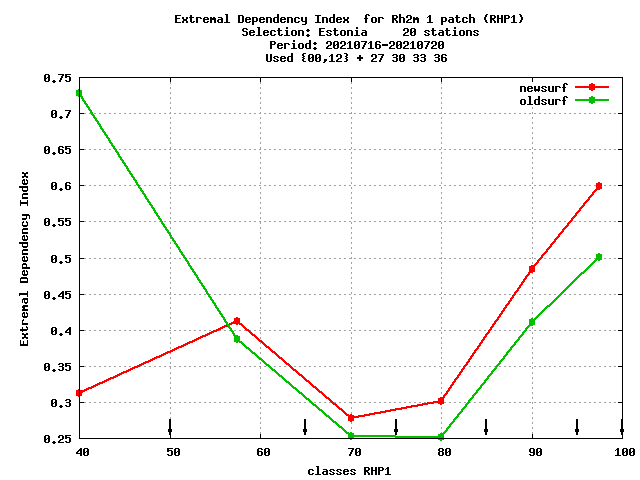 Extremal Dependency Index  for Rh2m 1 patch (RHP1)
Selection: Estonia     20 stations
Period: 20210716-20210720
Used {00,12} + 27 30 33 36
newsurf
oldsurf
Extremal Dependency Index
0.75
0.7
0.65
0.6
0.55
0.5
0.45
0.4
0.35
0.3
0.25
40 50 60 70 80 90 100
classes RHP1